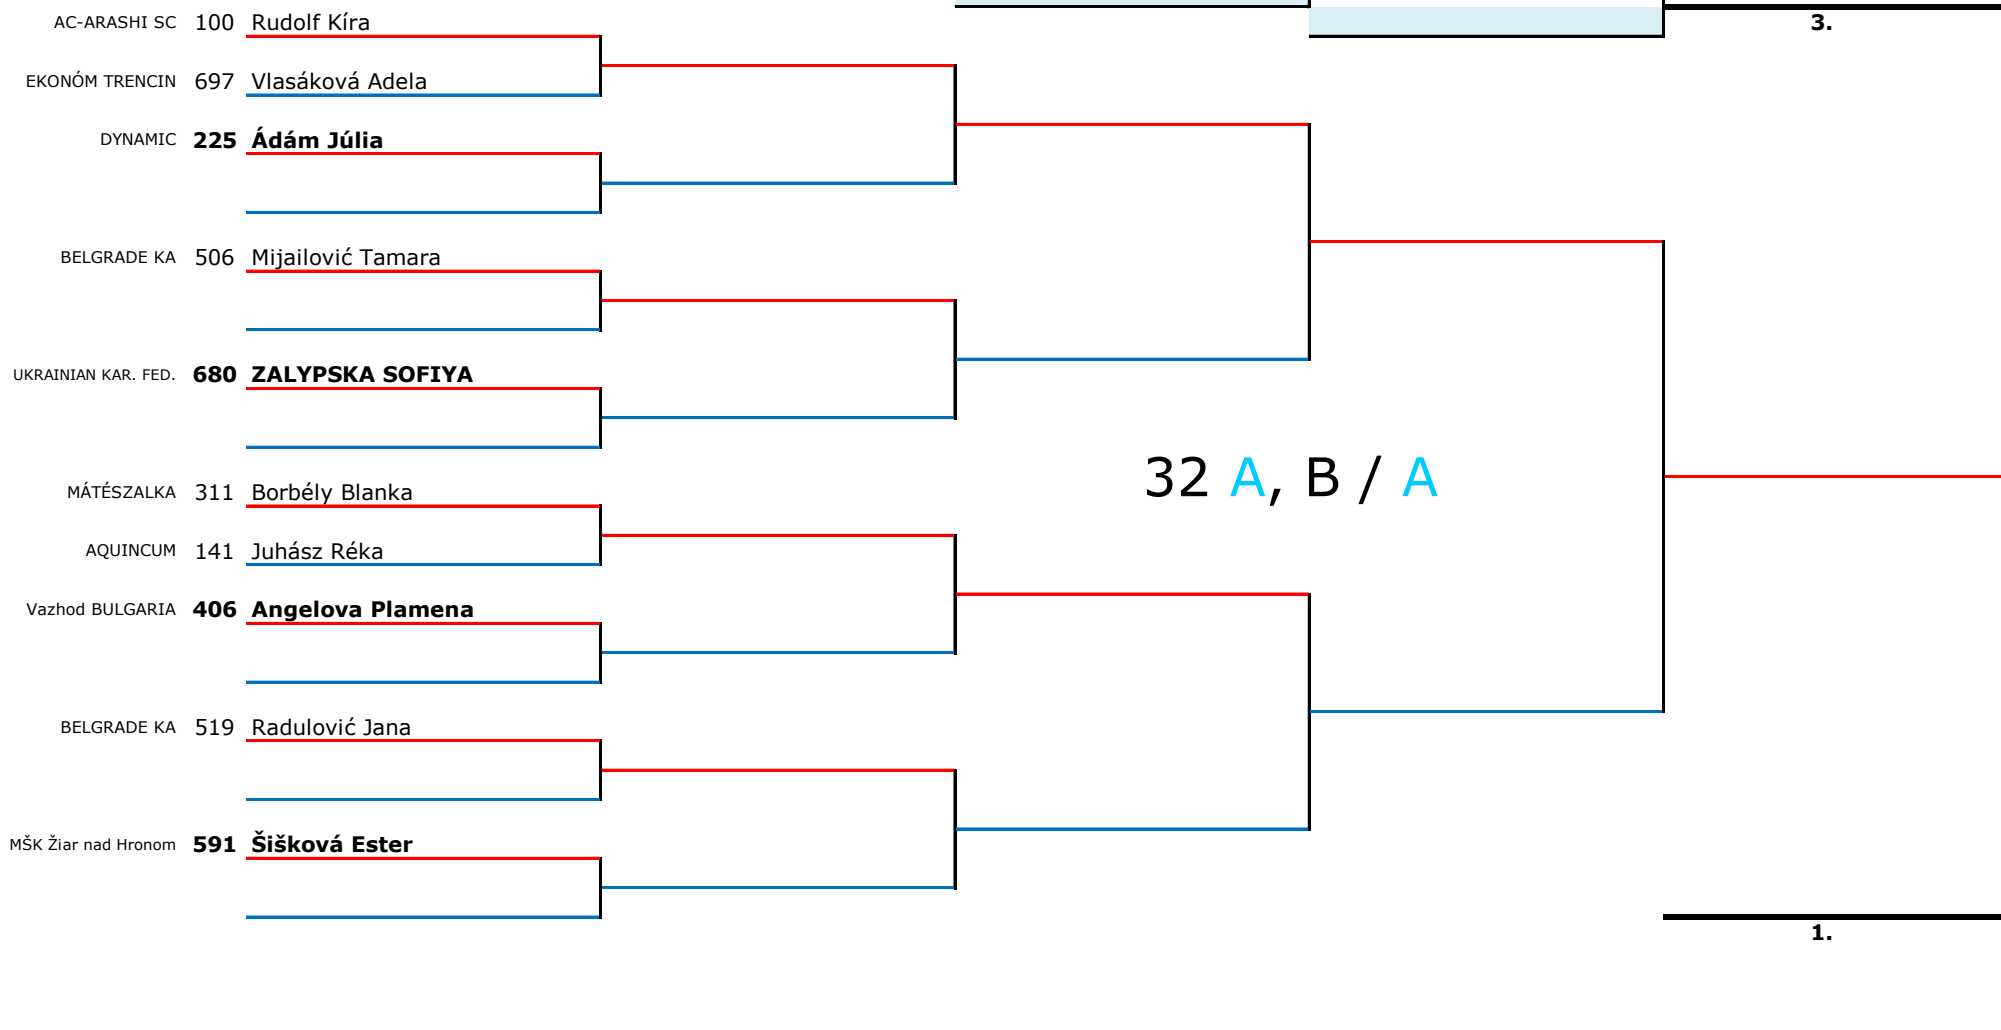 AC-ARASHI SC 100 Rudolf Kíra
3.
EKONÓM TRENCIN 697 Vlasáková Adela
DYNAMIC 225 Ádám Júlia
BELGRADE KA 506 Mijailović Tamara
UKRAINIAN KAR. FED. 680 ZALYPSKA SOFIYA
32 A, B / A
MÁTÉSZALKA 311 Borbély Blanka
AQUINCUM 141 Juhász Réka
Vazhod BULGARIA 406 Angelova Plamena
BELGRADE KA 519 Radulović Jana
MŠK Žiar nad Hronom 591 Šišková Ester
1.